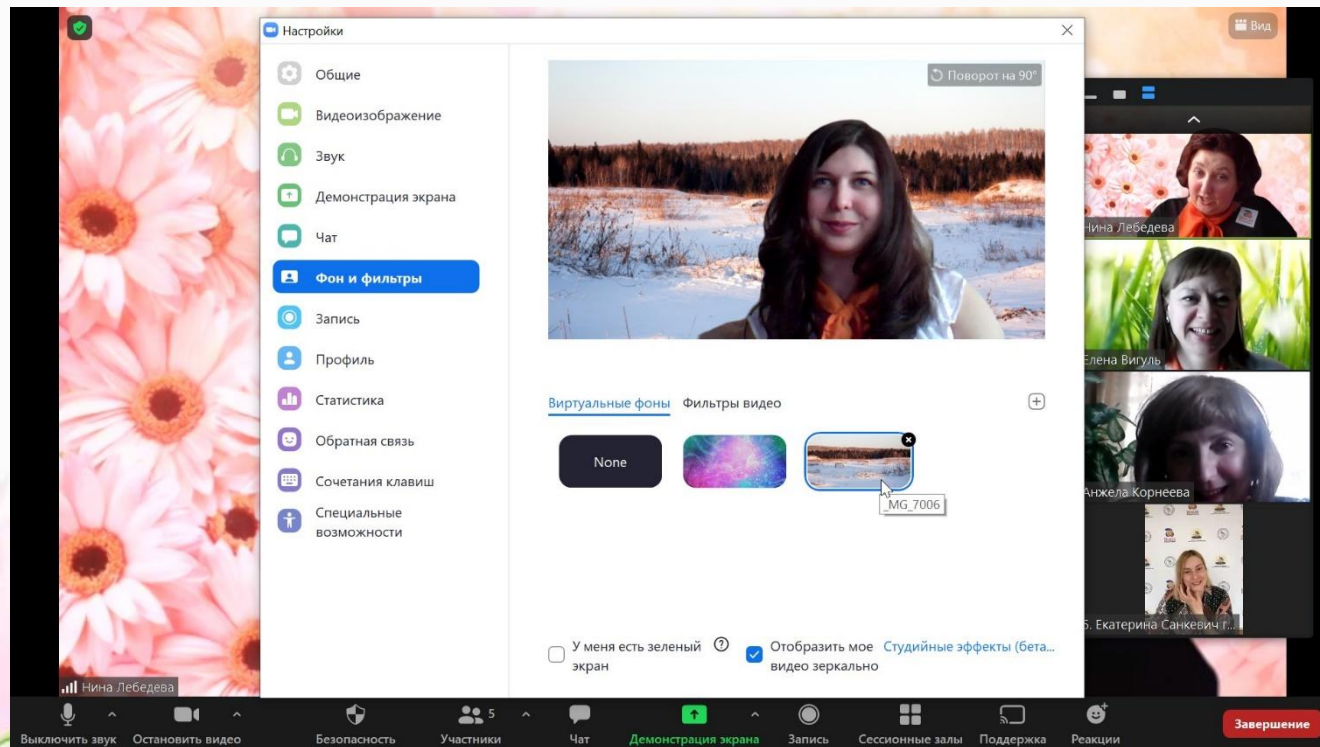 Настройки
Вид
Общие
Видеоизображение
Звук
Демонстрация экрана
Чат
Фон и фильтры
Запись
Профиль
Статистика
Обратная связь
Сочетания клавиш
Специальные
возможности
Поворот на 90°
Виртуальные фоны Фильтры видео
None
_MG_7006
У меня есть зеленый
экран
Отобразить мое
видео зеркально
Студийные эффекты (бета...
Нина Лебедева
Елена Вигуль
Анжела Корнеева
Б. Екатерина Санкевич г...
Нина Лебедева
Выключить звук
Остановить видео
Безопасность
Участники
5
Чат
Демонстрация экрана
Запись
Сессионные залы
Поддержка
Реакции
Завершение